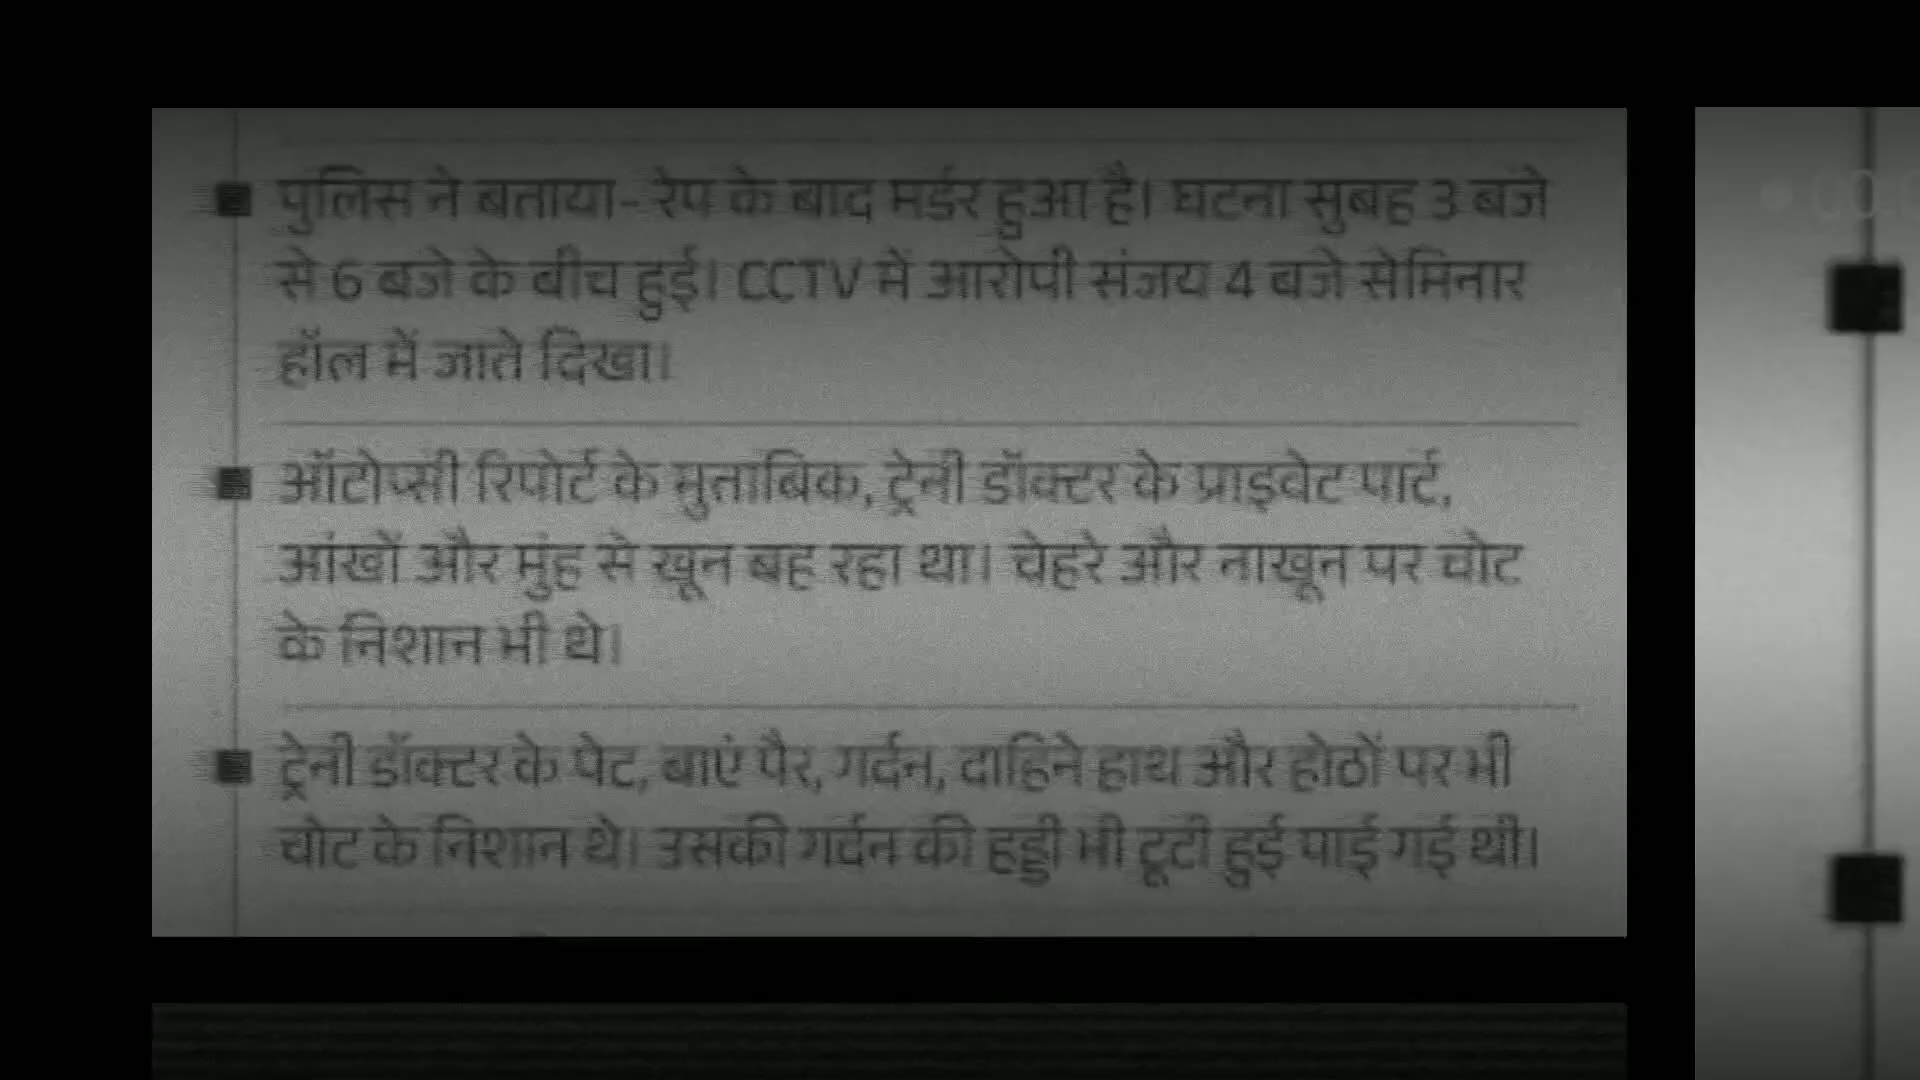 पुलिस ने बताया- रेप के बाद मर्डर हुआ है। घटना सुबह 3 बजे
से 6 बजे के बीच हुई। CCTV में आरोपी संजय 4 बजे सेमिनार
हॉल में जाते दिखा।
ऑटोप्सी रिपोर्ट के मुताबिक, ट्रेनी डॉक्टर के प्राइवेट पार्ट,
आंखों और मुंह से खून बह रहा था। चेहरे और नाखून पर चोट
के निशान भी थे।
ट्रेनी डॉक्टर के पेट, बाएं पैर, गर्दन, दाहिने हाथ और होठों पर भी
चोट के निशान थे। उसकी गर्दन की हड्डी भी टूटी हुई पाई गई थी।